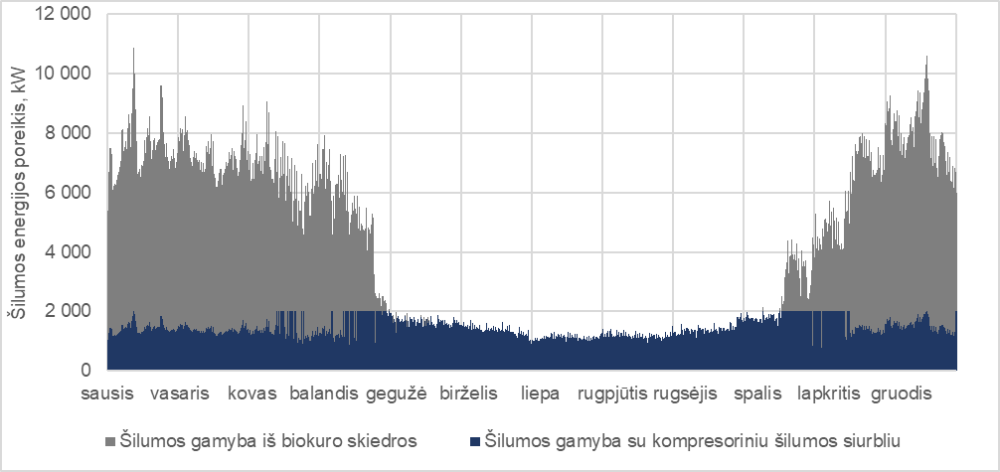 Šilumos energijos poreikis, kW
12 000
10 000
8 000
6 000
4 000
2 000
0
sausis vasaris kovas balandis gegužė birželis liepa rugpjūtis rugsėjis spalis lapkritis gruodis
Šilumos gamyba iš biokuro skiedros Šilumos gamyba su kompresoriniu šilumos siurbliu